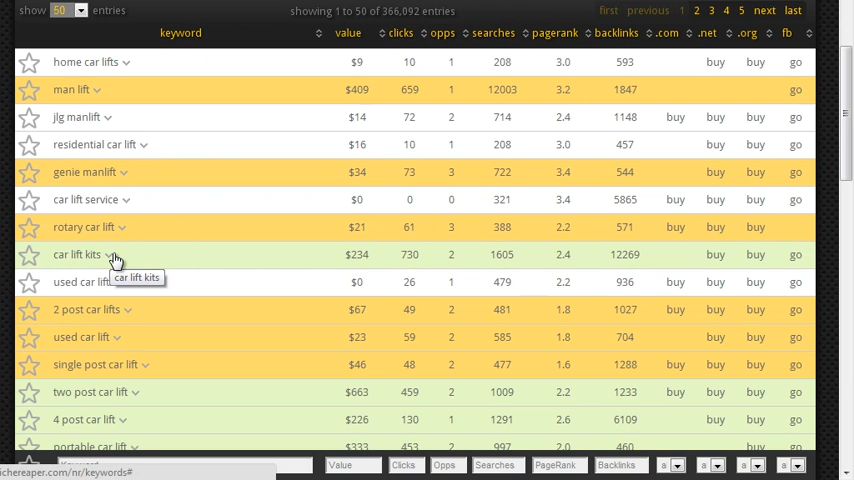 show 50 entries showing 1 to 50 of 366,092 entries first previous 1 2 3 4 5 next last
keyword value clicks opps searches pagerank backlinks .com .net .org fb
home car lifts $9 10 1 208 3.0 593 buy buy go
man lift $409 659 1 12003 3.2 1847 go
jlg manlift $14 72 2 714 2.4 1148 buy buy buy go
residential car lift $16 10 1 208 3.0 457 buy buy go
genie manlift $34 73 3 722 3.4 544 buy buy go
car lift service $0 0 0 321 3.4 5865 buy buy buy go
rotary car lift $21 61 3 388 2.2 571 buy buy buy
car lift kits $234 730 2 1605 2.4 12269 buy buy go
car lift kits
used car lift $0 26 1 479 2.2 936 buy buy buy go
2 post car lifts $67 49 2 481 1.8 1027 buy buy buy go
used car lift $23 59 2 585 1.8 704 buy buy go
single post car lift $46 48 2 477 1.6 1288 buy buy buy go
two post car lift $663 459 2 1009 2.2 1233 buy buy buy go
4 post car lift $226 130 1 1291 2.6 6109 buy buy go
portable car lift $333 453 2 997 2.0 460 buy buy go
Keyword Value Clicks Opps Searches PageRank Backlinks a a a a
ichereaper.com/nr/keywords#